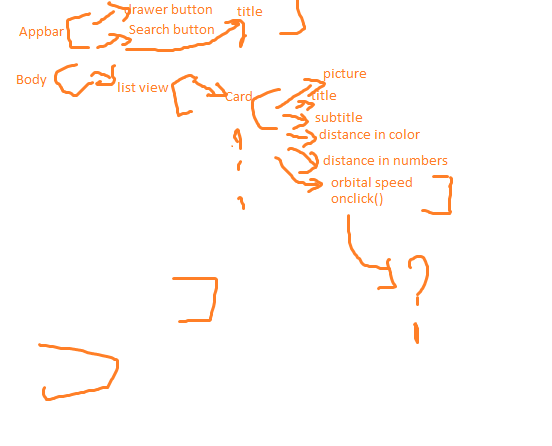 drawer button
title
Appbar
Search button
Body
list view
Card
picture
title
subtitle
distance in color
distance in numbers
orbital speed
onclick()
?